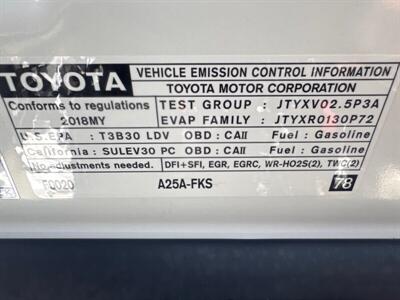 TOYOTA
VEHICLE EMISSION CONTROL INFORMATION
TOYOTA MOTOR CORPORATION
Conforms to regulations
2018MY
TEST GROUP : JTYXV02.5P3A
EVAP FAMILY : JTYXR0130P72
U.S.EPA : T3B30 LDV OBD : CAII Fuel : Gasoline
California : SULEV30 PC OBD : CAII Fuel : Gasoline
No adjustments needed. DFI+SFI, EGR, EGRC, WR-HO2S(2), TWC(2)
F0020 A25A-FKS 78